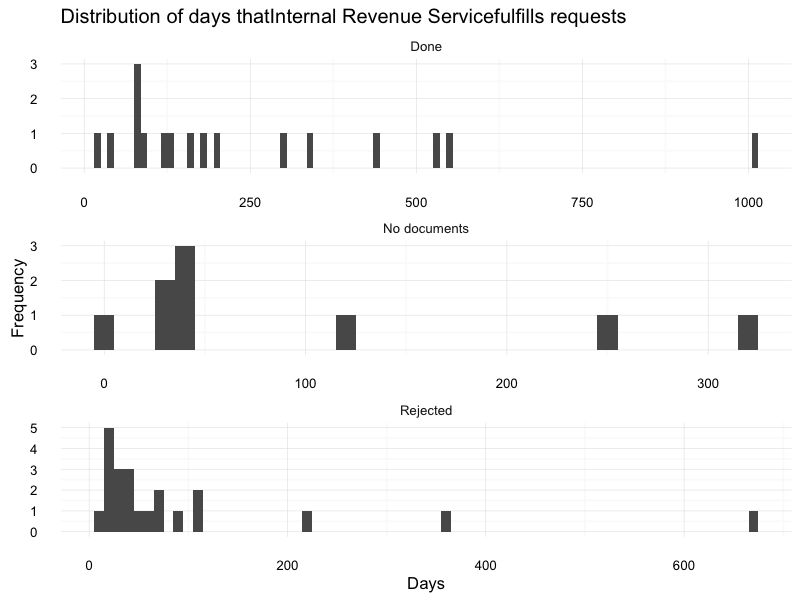 Distribution of days thatInternal Revenue Servicefulfills requests
Done
3
2
1
0
0 250 500 750 1000
No documents
3
2
1
0
0 100 200 300
Frequency
Rejected
5
4
3
2
1
0
0 200 400 600
Days